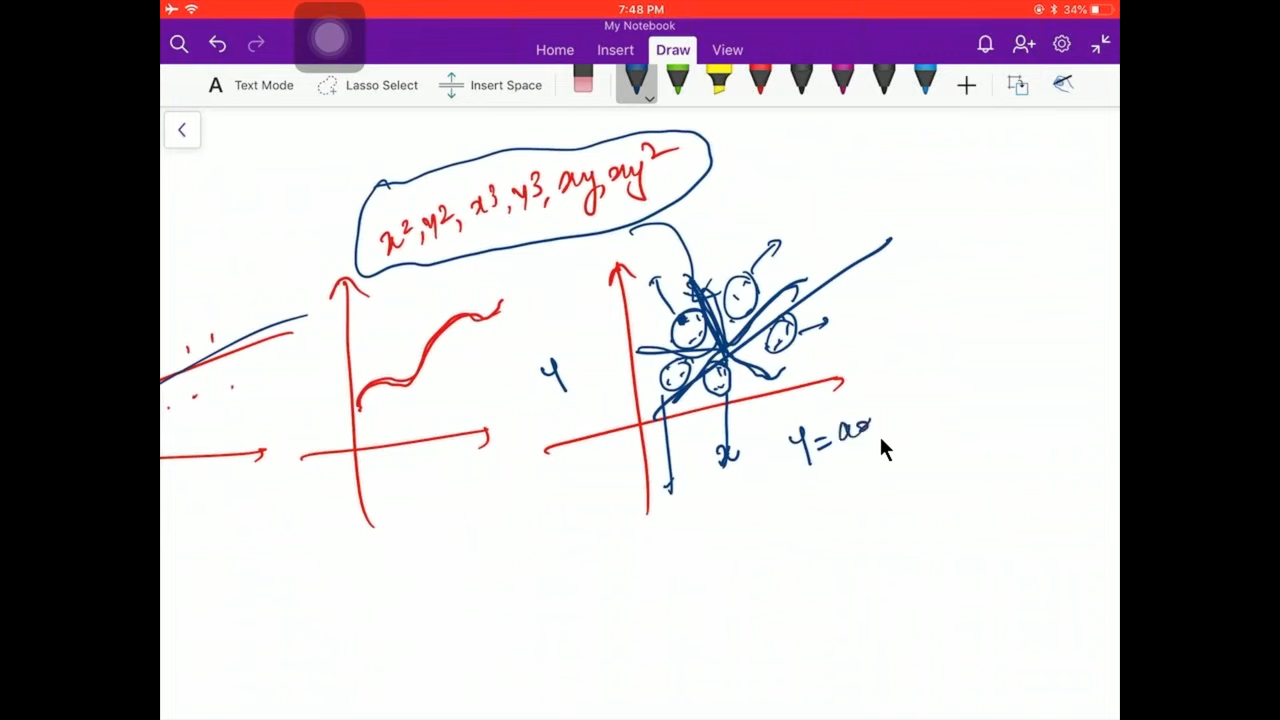 7:48 PM
34%
My Notebook
Home Insert Draw View
A Text Mode Lasso Select Insert Space
x², y², x³, y³, xy, xy²
y
x